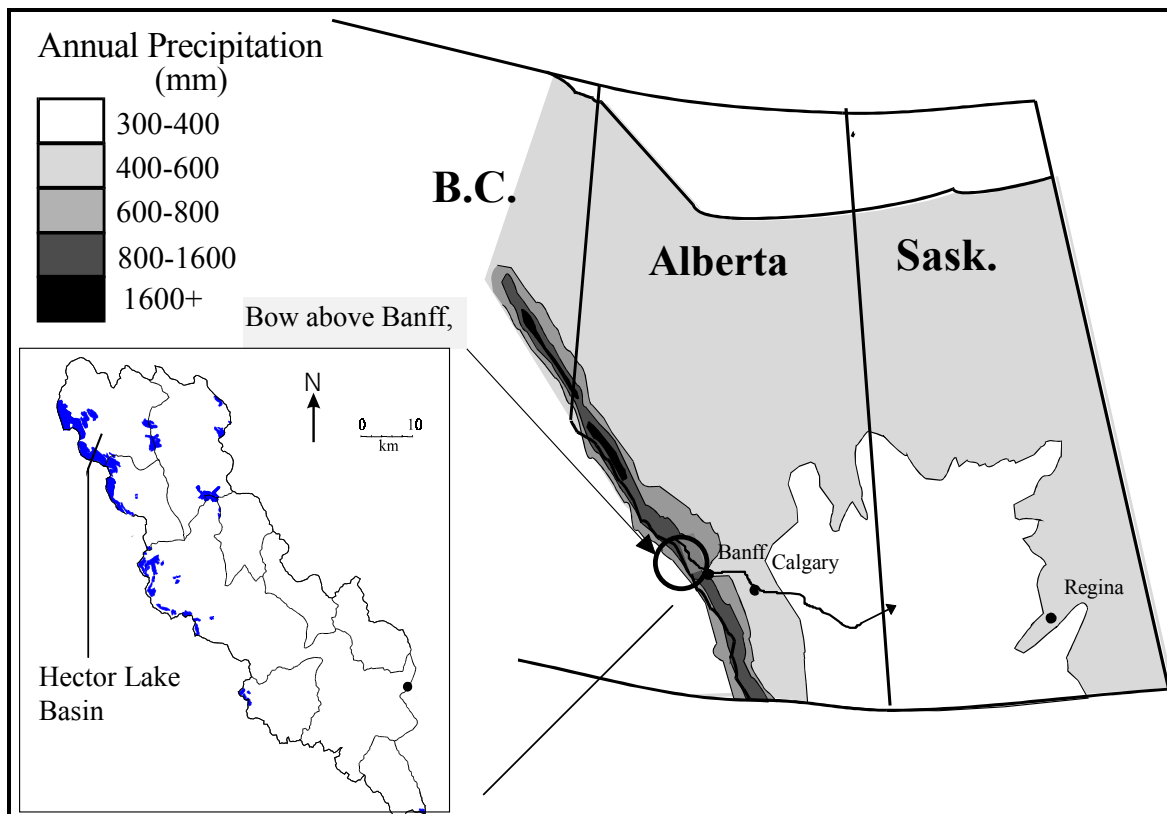 Annual Precipitation
(mm)
300-400
400-600
600-800
800-1600
1600+
B.C.
Alberta
Sask.
Bow above Banff,
Banff
Calgary
Regina
N
0 10
km
Hector Lake
Basin